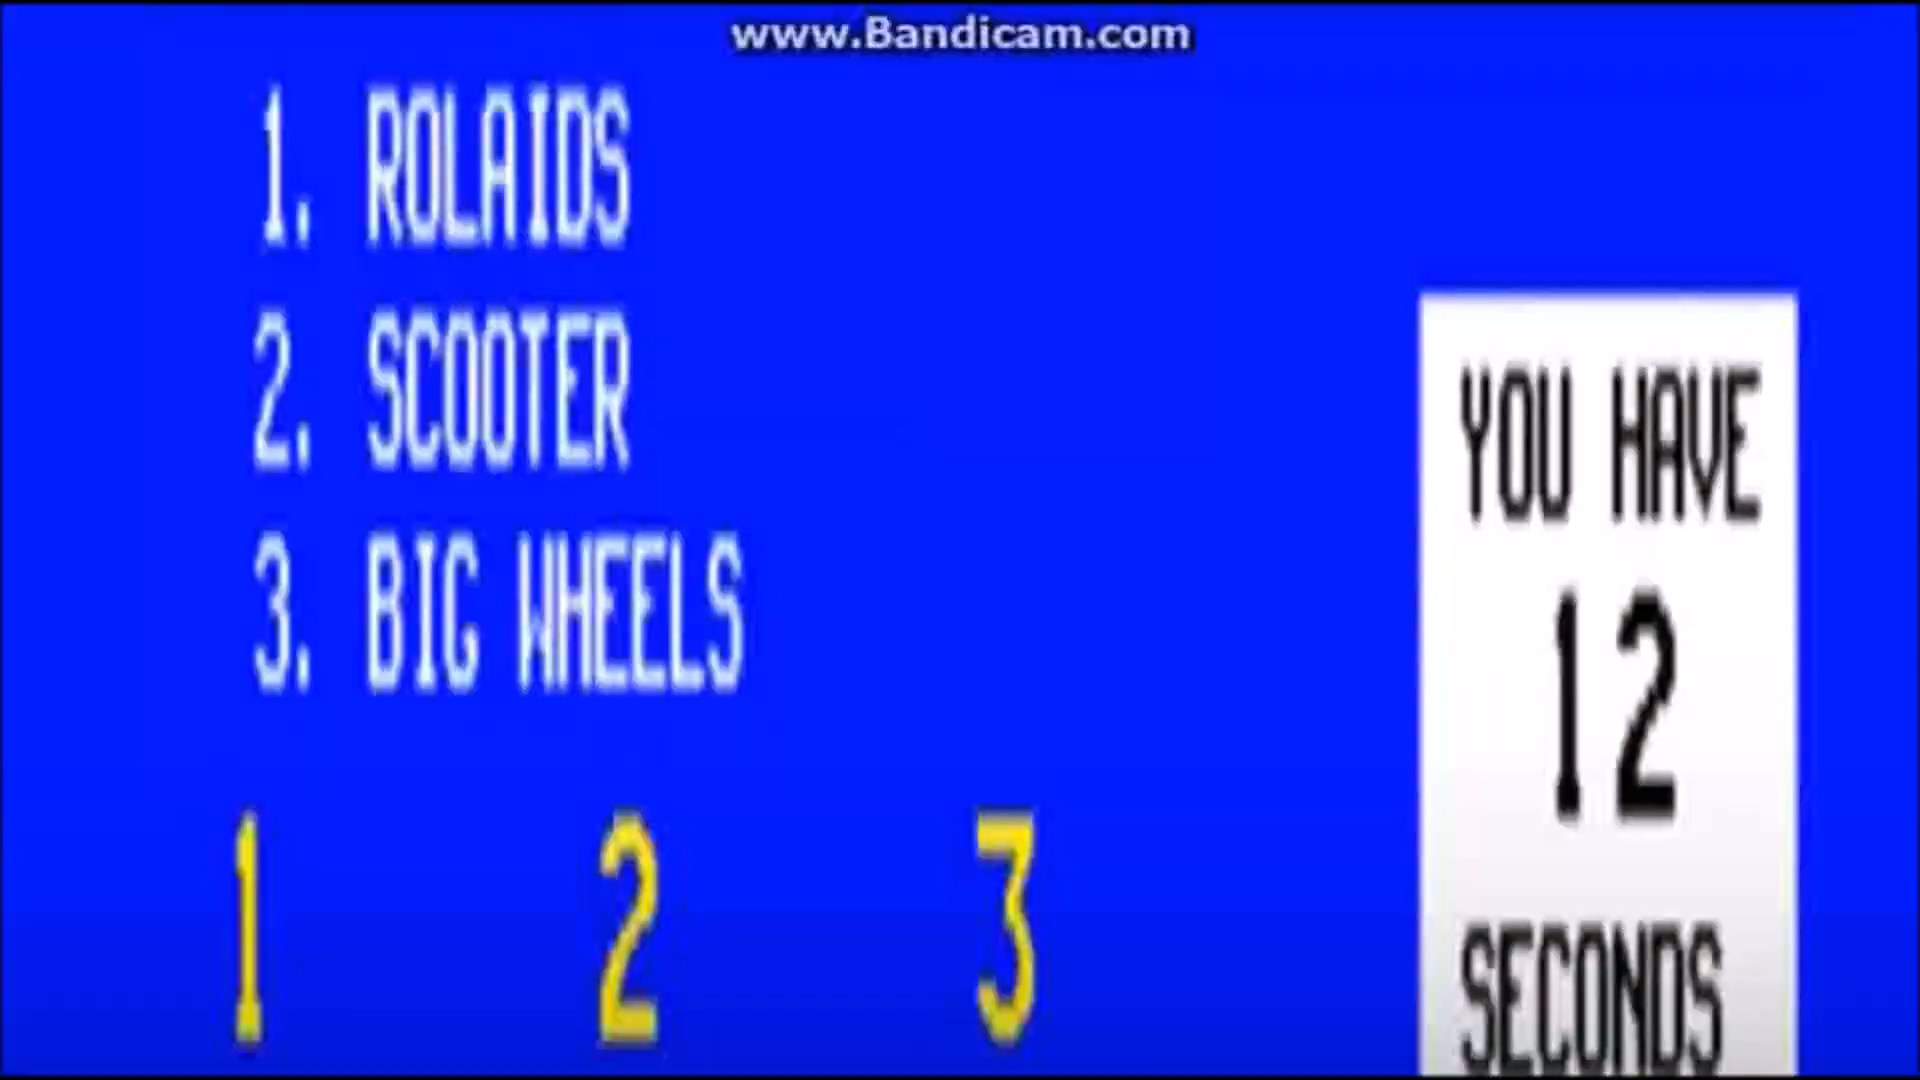 www.Bandicam.com
1. ROLAIDS
2. SCOOTER
3. BIG WHEELS
1 2 3
YOU HAVE
12
SECONDS